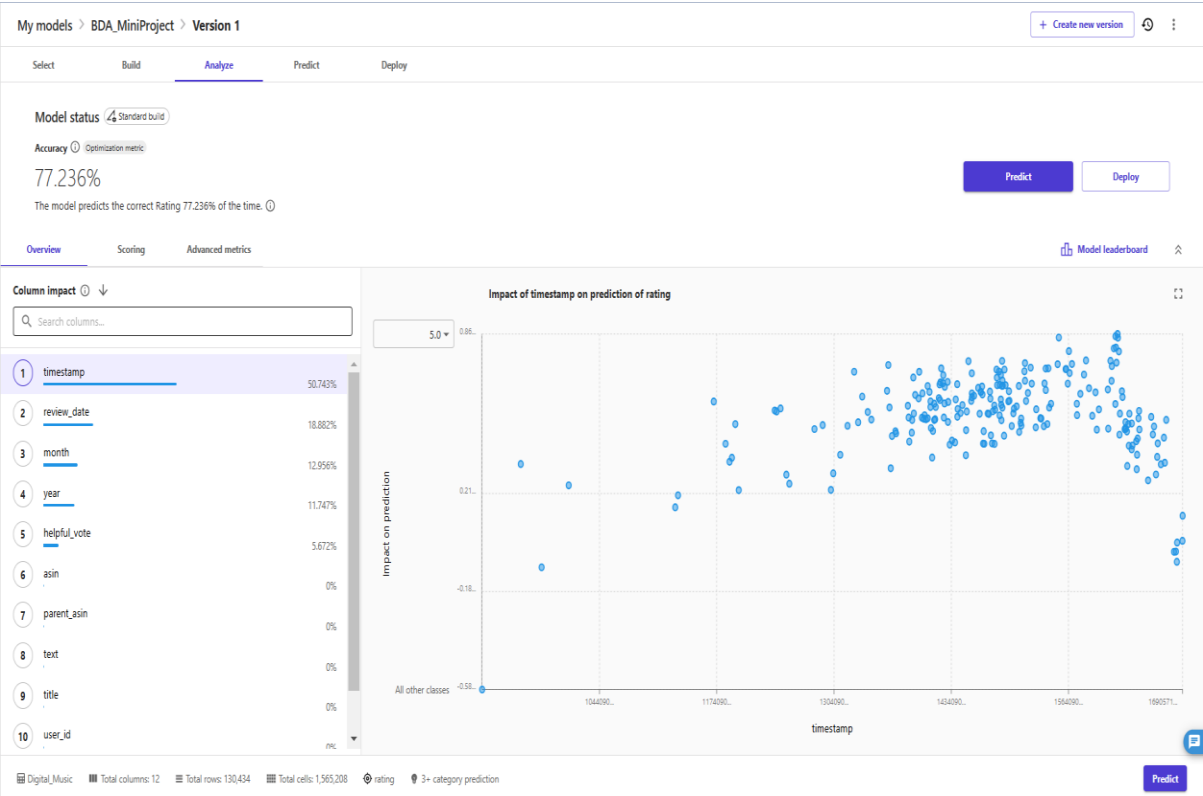 My models > BDA_MiniProject > Version 1
+ Create new version
Select Build Analyze Predict Deploy
Model status Standard build
Accuracy Optimization metric
77.236%
Predict Deploy
The model predicts the correct Rating 77.236% of the time.
Overview Scoring Advanced metrics
Model leaderboard
Column impact
Search columns...
1 timestamp 50.743%
2 review_date 18.882%
3 month 12.956%
4 year 11.747%
5 helpful_vote 5.672%
6 asin 0%
7 parent_asin 0%
8 text 0%
9 title 0%
10 user_id 0%
Impact of timestamp on prediction of rating
5.0
0.86...
0.21...
-0.18...
-0.58...
Impact on prediction
All other classes
1044090... 1174090... 1304090... 1434090... 1564090... 1690571...
timestamp
Digital_Music Total columns: 12 Total rows: 130,434 Total cells: 1,565,208 rating 3+ category prediction
Predict